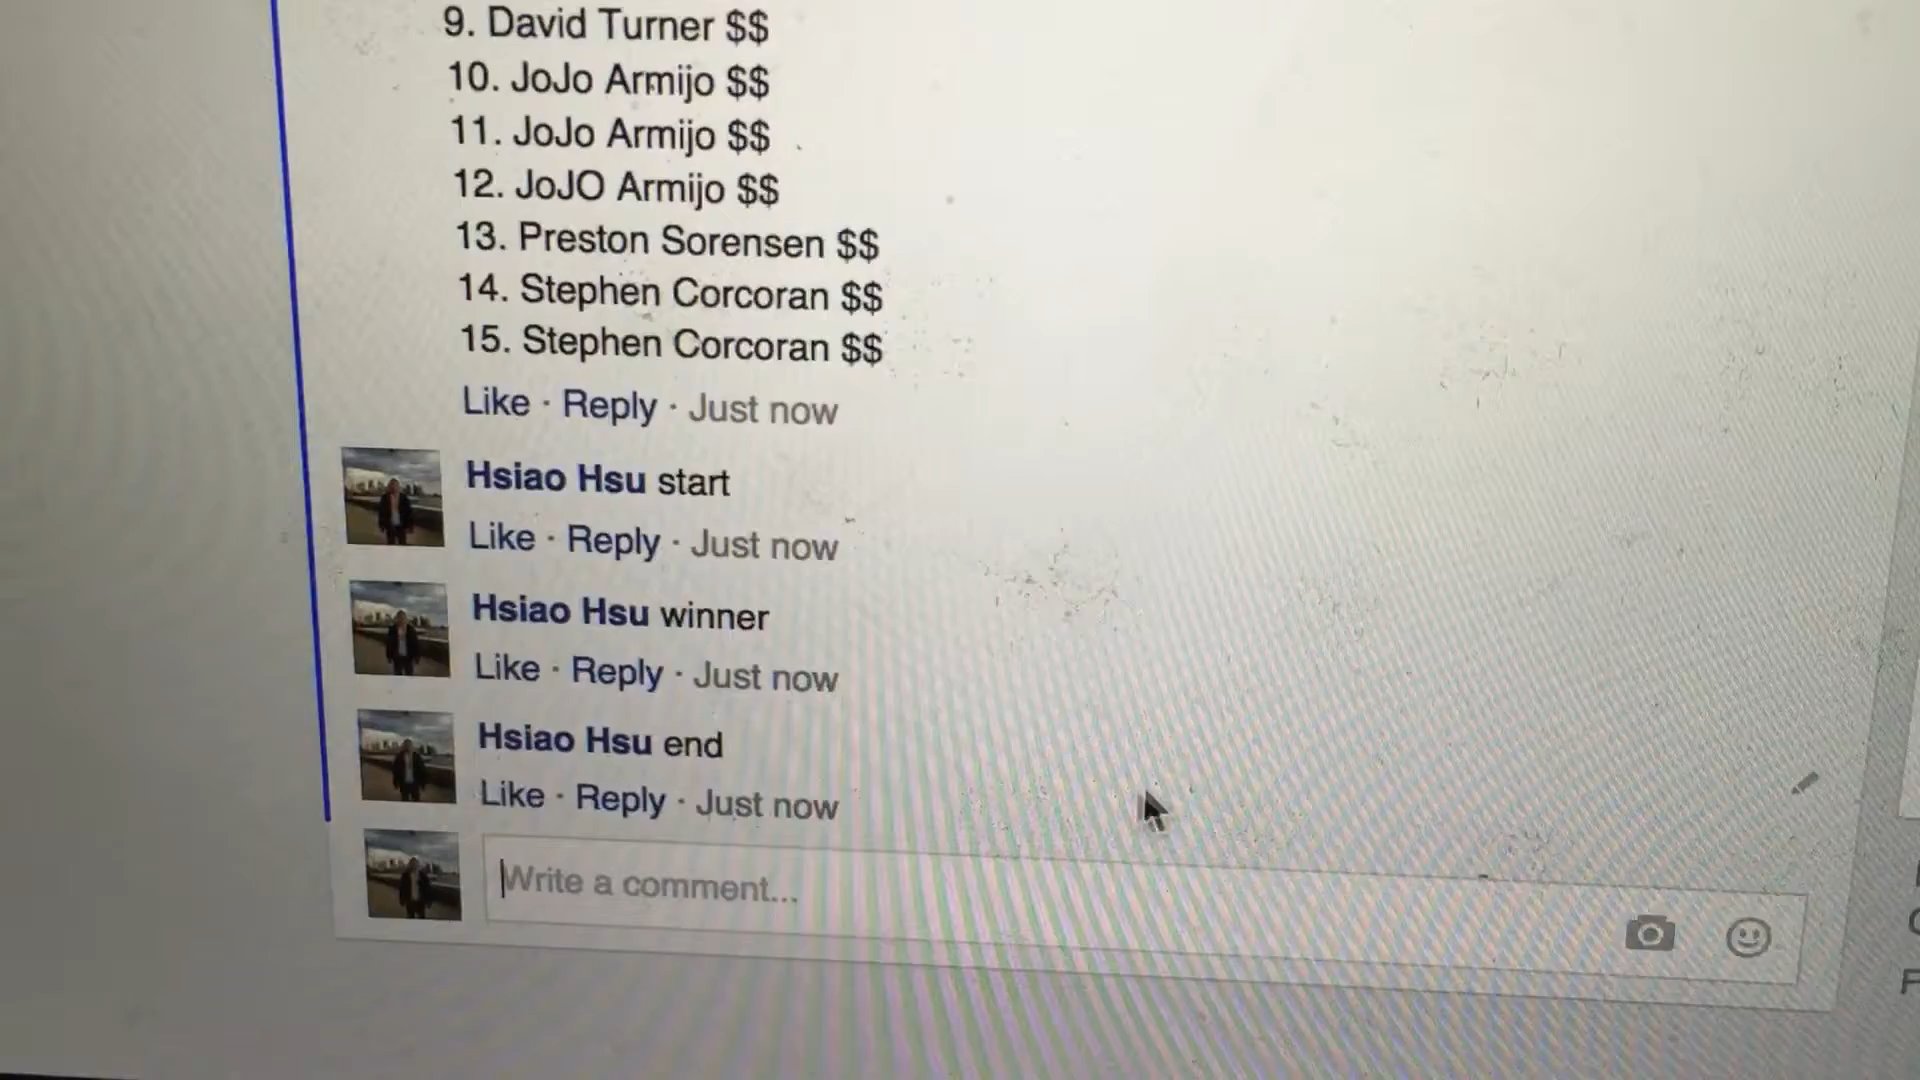 9. David Turner $$
10. JoJo Armijo $$
11. JoJo Armijo $$
12. JoJO Armijo $$
13. Preston Sorensen $$
14. Stephen Corcoran $$
15. Stephen Corcoran $$
Like · Reply · Just now
Hsiao Hsu start
Like · Reply · Just now
Hsiao Hsu winner
Like · Reply · Just now
Hsiao Hsu end
Like · Reply · Just now
Write a comment...